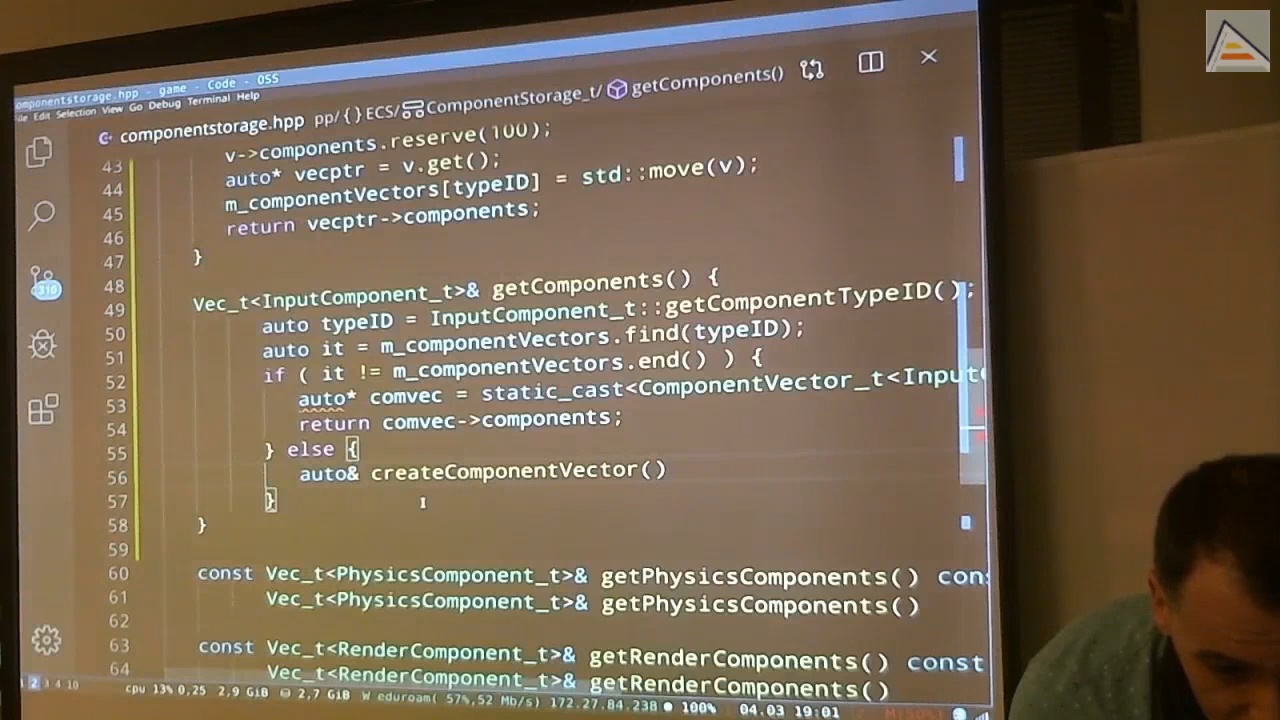 componentstorage.hpp - game - Code - OSS
Edit Selection View Go Debug Terminal Help
componentstorage.hpp pp/ {} ECS/ ComponentStorage_t/ getComponents()
v->components.reserve(100);
43 auto* vecptr = v.get();
44 m_componentVectors[typeID] = std::move(v);
45 return vecptr->components;
46 }
47
48 Vec_t<InputComponent_t>& getComponents() {
49 auto typeID = InputComponent_t::getComponentTypeID();
50 auto it = m_componentVectors.find(typeID);
51 if ( it != m_componentVectors.end() ) {
52 auto* comvec = static_cast<ComponentVector_t<Input
53 return comvec->components;
54 } else {
55 auto& createComponentVector()
56 }
57 }
58
59
60 const Vec_t<PhysicsComponent_t>& getPhysicsComponents() con
61 Vec_t<PhysicsComponent_t>& getPhysicsComponents()
62
63 const Vec_t<RenderComponent_t>& getRenderComponents() const
64 Vec_t<RenderComponent_t>& getRenderComponents()
310
2 3 4 10 cpu 13% 0,25 2,9 GiB 2,7 GiB W eduroam( 57%,52 Mb/s) 172.27.84.238 100% 04.03 19:01